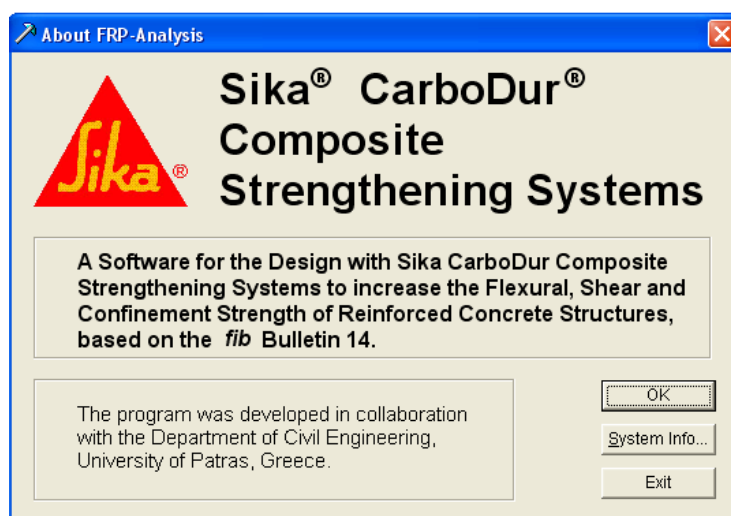 About FRP-Analysis
Sika® CarboDur®
Composite
Strengthening Systems
Sika®
A Software for the Design with Sika CarboDur Composite
Strengthening Systems to increase the Flexural, Shear and
Confinement Strength of Reinforced Concrete Structures,
based on the fib Bulletin 14.
The program was developed in collaboration
with the Department of Civil Engineering,
University of Patras, Greece.
OK
System Info...
Exit